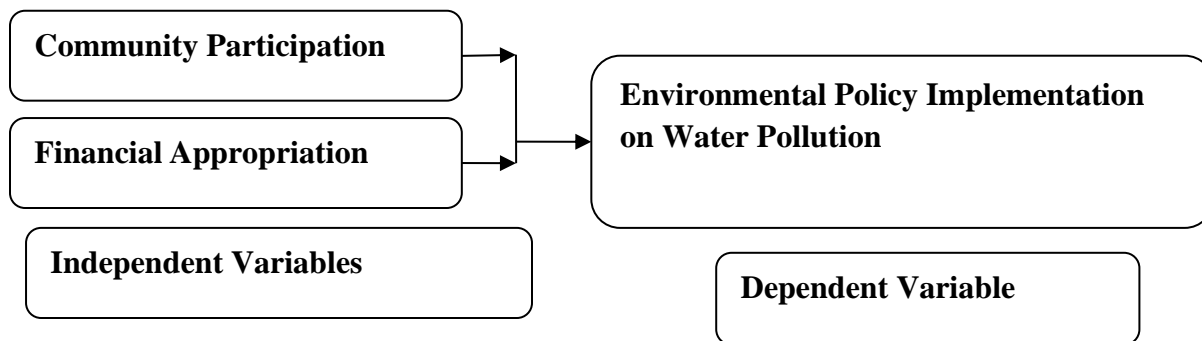 Community Participation
Financial Appropriation
Environmental Policy Implementation
on Water Pollution
Independent Variables
Dependent Variable